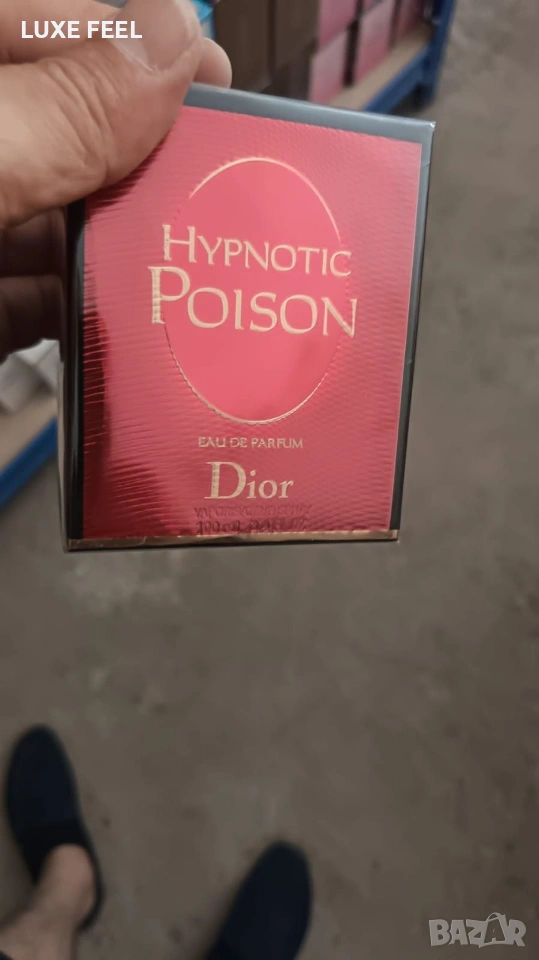 LUXE FEEL
HYPNOTIC
POISON
EAU DE PARFUM
Dior
BAZAR